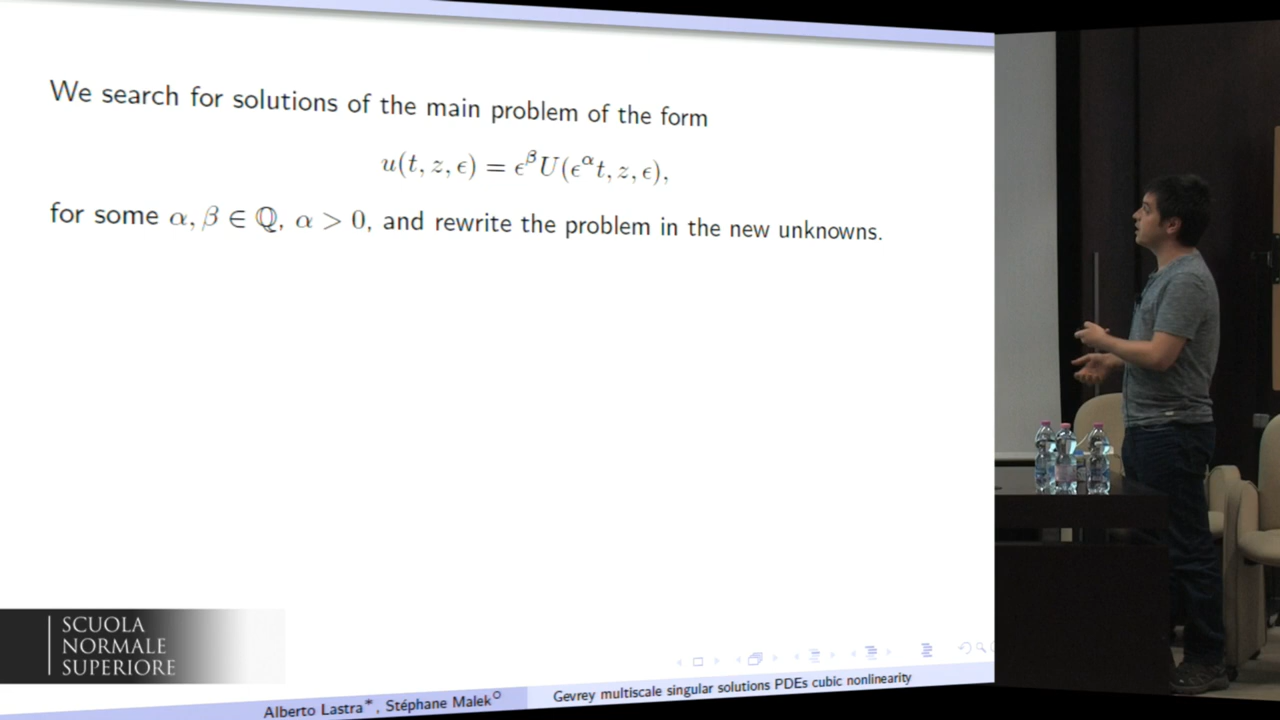 We search for solutions of the main problem of the form
u(t, z, ϵ) = ϵ^β U(ϵ^α t, z, ϵ),
for some α, β ∈ ℚ, α > 0, and rewrite the problem in the new unknowns.
SCUOLA
NORMALE
SUPERIORE
Alberto Lastra*, Stéphane Malek○ Gevrey multiscale singular solutions PDEs cubic nonlinearity